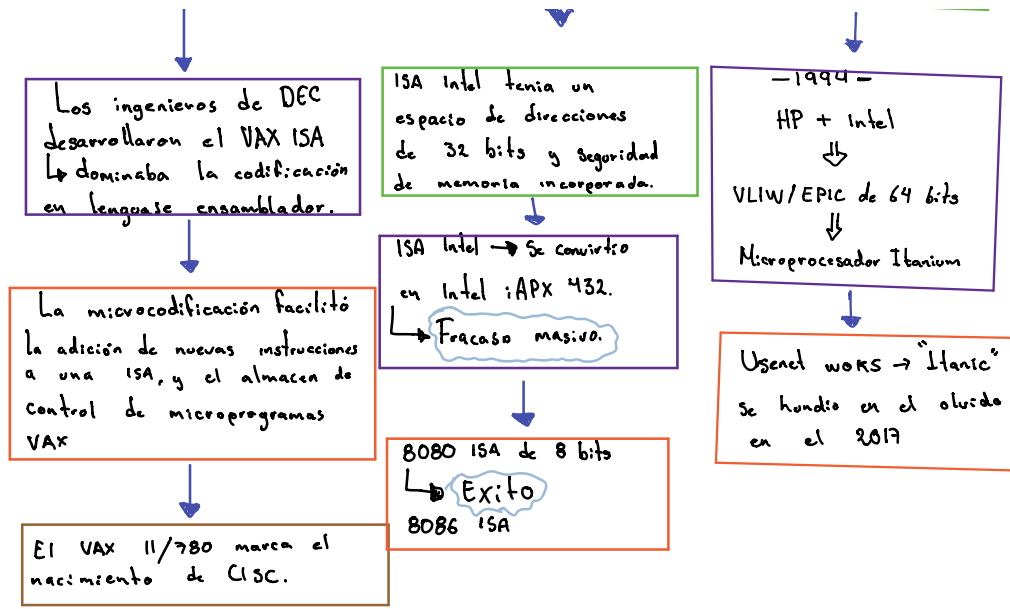 Los ingenieros de DEC
desarrollaron el VAX ISA
↳ dominaba la codificación
en lenguaje ensamblador.
La microcodificación facilitó
la adición de nuevas instrucciones
a una ISA, y el almacen de
control de microprogramas
VAX
El VAX 11/780 marca el
nacimiento de CISC.
ISA Intel tenia un
espacio de direcciones
de 32 bits y seguridad
de memoria incorporada.
ISA Intel → Se convirtio
en Intel iAPX 432.
↳ Fracaso masivo.
8080 ISA de 8 bits
↳ Exito
8086 ISA
-1994-
HP + Intel
⇓
VLIW/EPIC de 64 bits
⇓
Microprocesador Itanium
Usenet woks → "Itanic"
se hundio en el olvido
en el 2017